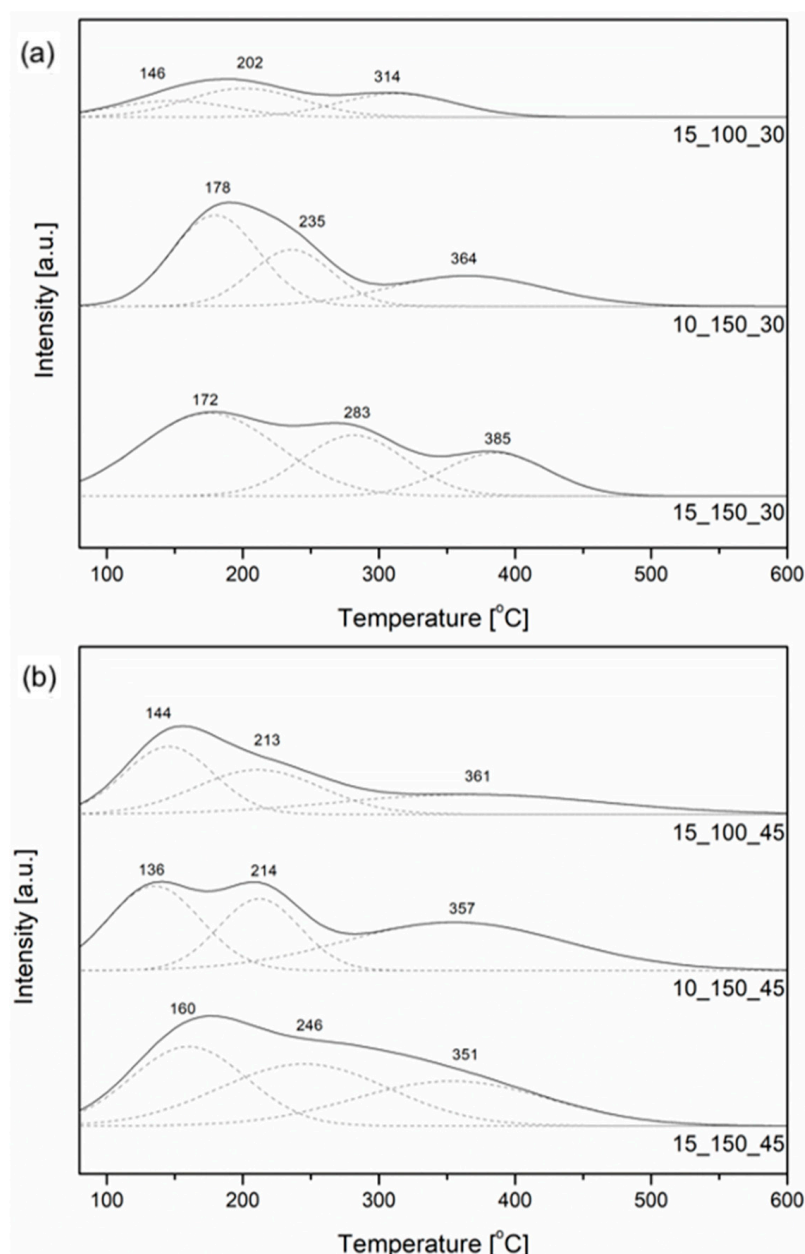 (a)
146 202 314
15_100_30
178
235
364
10_150_30
172 283
385
15_150_30
Intensity [a.u.]
100 200 300 400 500 600
Temperature [°C]
(b)
144
213
361
15_100_45
136 214
357
10_150_45
160 246
351
15_150_45
Intensity [a.u.]
100 200 300 400 500 600
Temperature [°C]